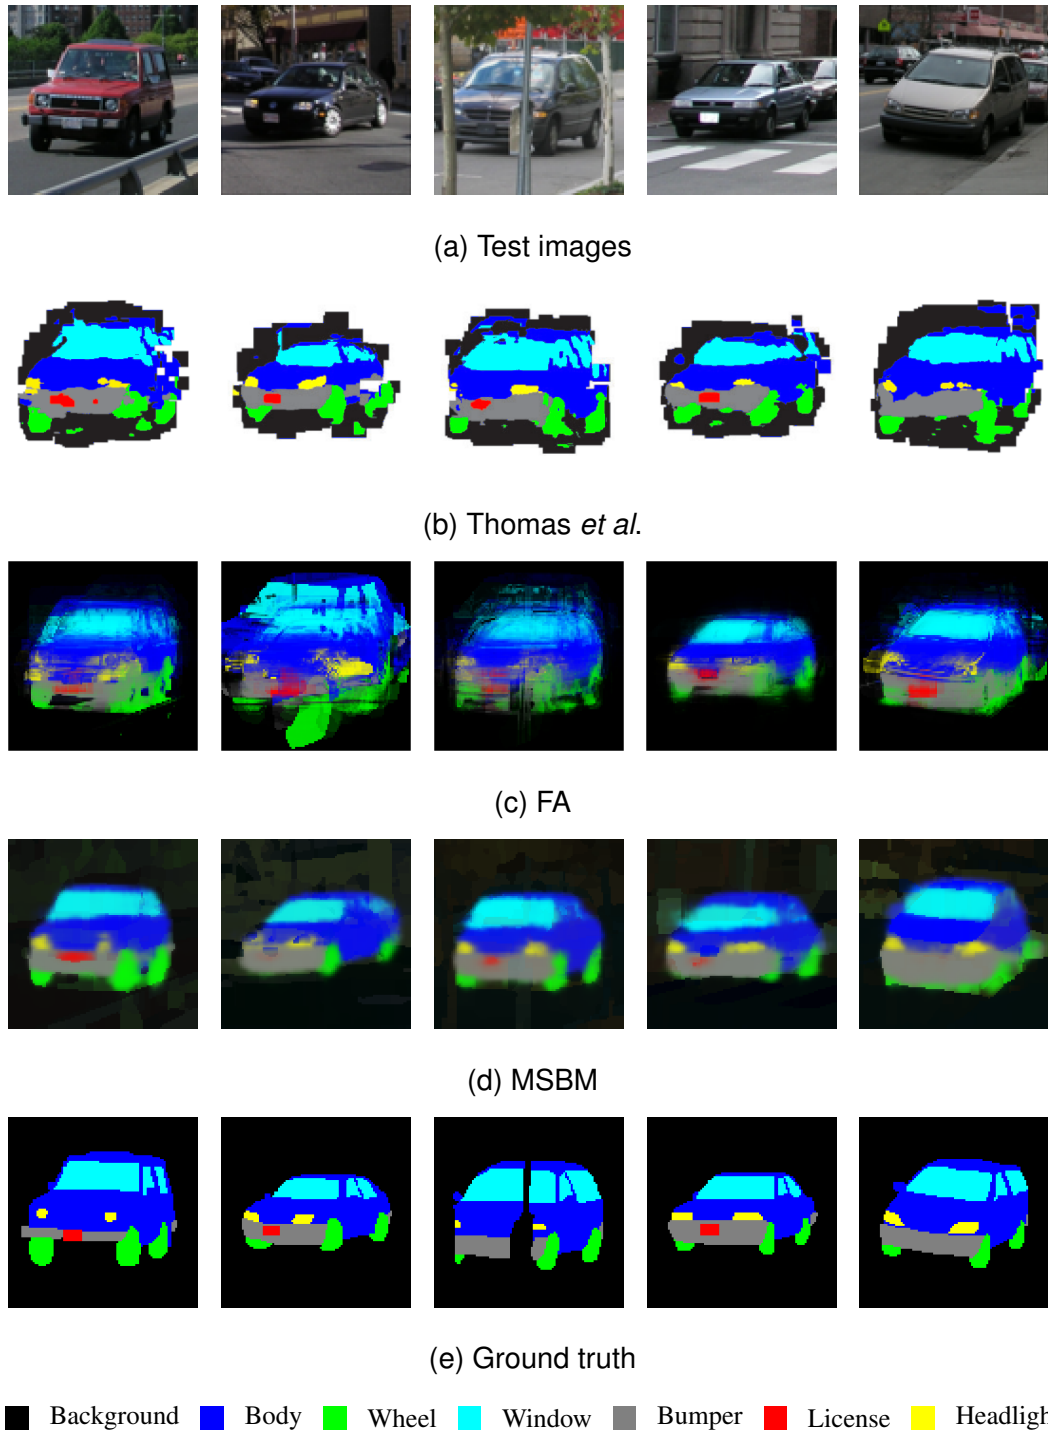 (a) Test images
(b) Thomas et al.
(c) FA
(d) MSBM
(e) Ground truth
Background Body Wheel Window Bumper License Headligh